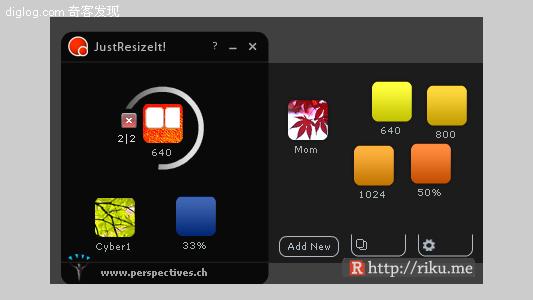 diglog.com 奇客发现
JustResizeIt!
?
2|2
640
Mom
640
800
1024
50%
Cyber1
33%
Add New
www.perspectives.ch
R http://riku.me